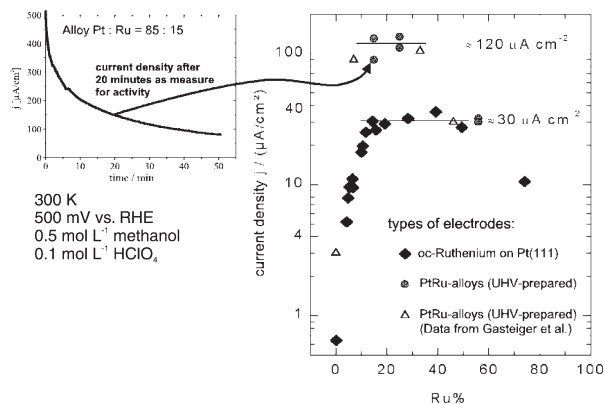 500
400
300
200
100
0
j [µA/cm²]
0 10 20 30 40 50
time / min
Alloy Pt : Ru = 85 : 15
current density after
20 minutes as measure
for activity
300 K
500 mV vs. RHE
0.5 mol L⁻¹ methanol
0.1 mol L⁻¹ HClO₄
current density j / (µA/cm²)
100
40
10
4
1
≈120 µA cm⁻²
≈30 µA cm⁻²
types of electrodes:
oc-Ruthenium on Pt(111)
PtRu-alloys (UHV-prepared)
PtRu-alloys (UHV-prepared)
(Data from Gasteiger et al.)
0 20 40 60 80 100
Ru%